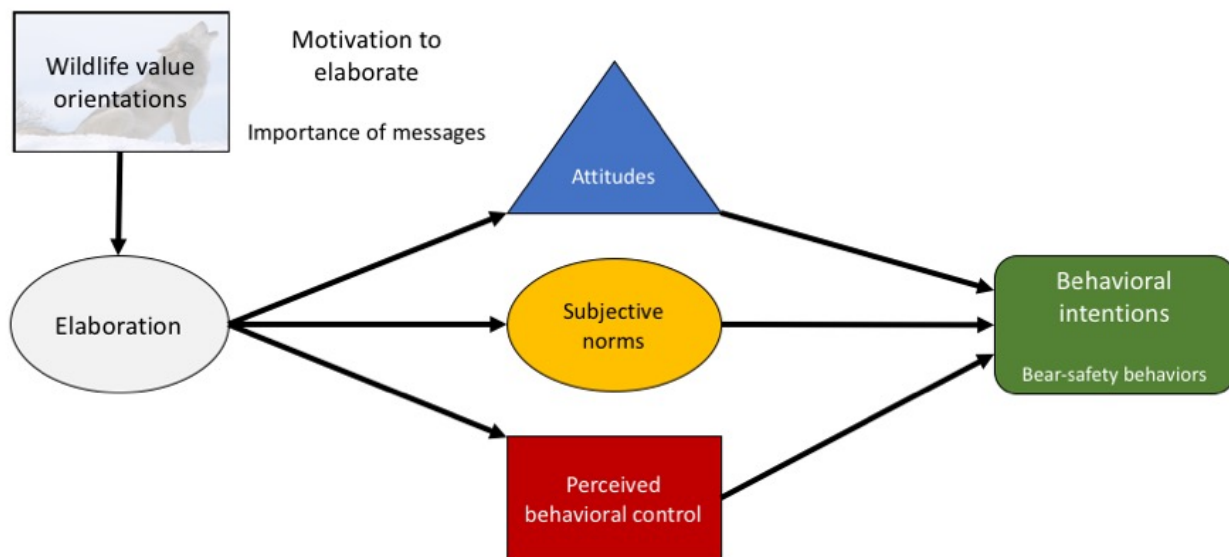 Wildlife value
orientations
Motivation to
elaborate
Importance of messages
Attitudes
Elaboration
Subjective
norms
Behavioral
intentions
Bear-safety behaviors
Perceived
behavioral control